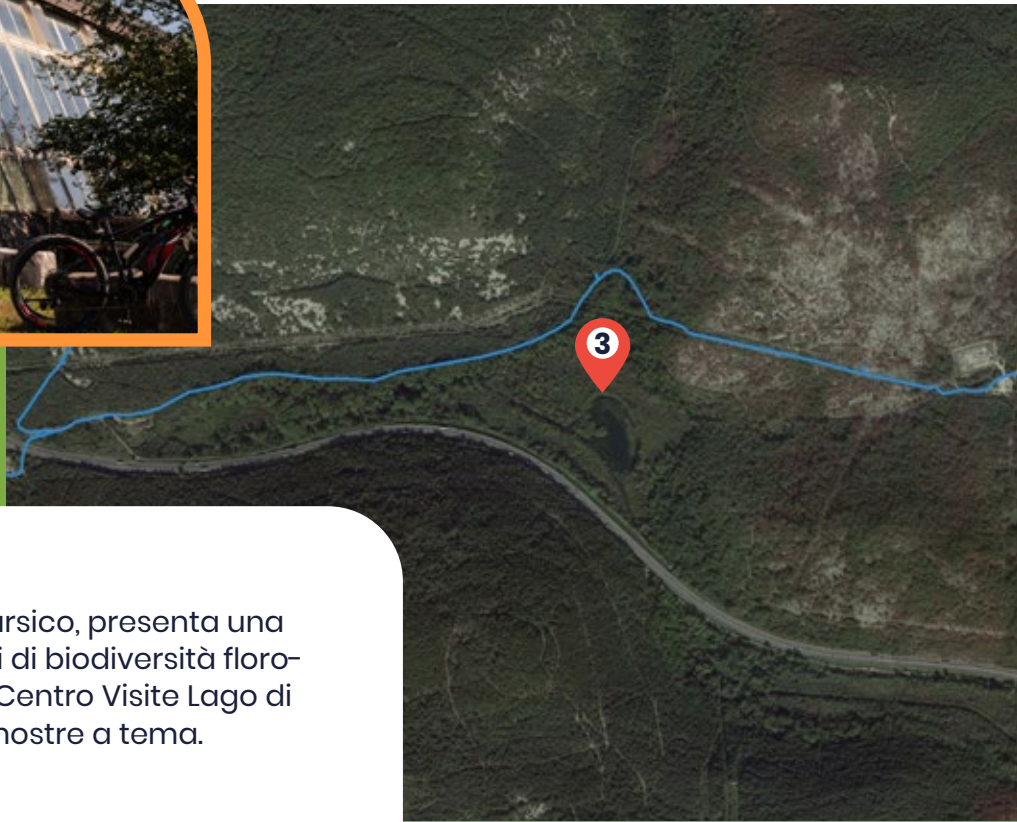 3
rsico, presenta una
i di biodiversità floro-
Centro Visite Lago di
nostre a tema.